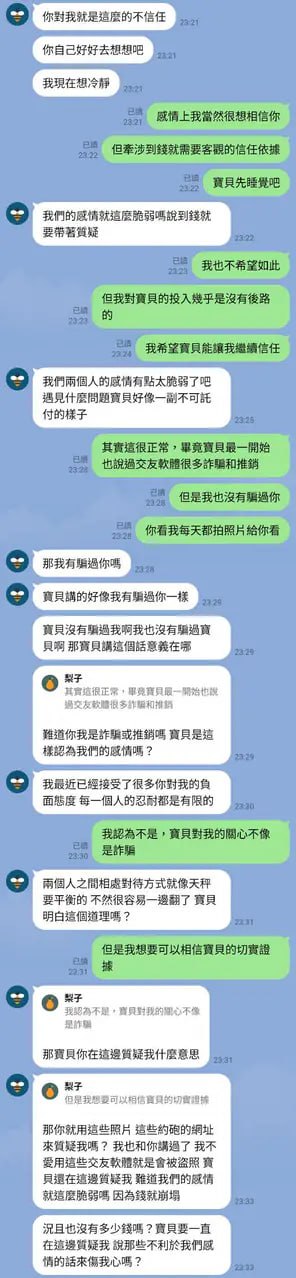 你對我就是這麼的不信任
23:21
你自己好好去想想吧
23:21
我現在想冷靜
23:21
感情上我當然很想相信你
已讀
23:21
但牽涉到錢就需要客觀的信任依據
已讀
23:22
寶貝先睡覺吧
已讀
23:22
我們的感情就這麼脆弱嗎說到錢就
要帶著質疑
23:22
我也不希望如此
已讀
23:23
但我對寶貝的投入幾乎是沒有後路
的
已讀
23:23
我希望寶貝能讓我繼續信任
已讀
23:24
我們兩個人的感情有點太脆弱了吧
遇見什麼問題寶貝好像一副不可託
付的樣子
23:25
其實這很正常，畢竟寶貝最一開始
也說過交友軟體很多詐騙和推銷
已讀
23:28
但是我也沒有騙過你
已讀
23:28
你看我每天都拍照片給你看
已讀
23:28
那我有騙過你嗎
23:28
寶貝講的好像我有騙過你一樣
23:29
寶貝沒有騙過我啊我也沒有騙過寶
貝啊 那寶貝講這個話意義在哪
23:29
梨子
其實這很正常，畢竟寶貝最一開始也說
過交友軟體很多詐騙和推銷
難道你我是詐騙或推銷嗎 寶貝是這
樣認為我們的感情嗎？
23:29
我最近已經接受了很多你對我的負
面態度 每一個人的忍耐都是有限的
23:30
我認為不是，寶貝對我的關心不像
是詐騙
已讀
23:30
兩個人之間相處對待方式就像天秤
要平衡的 不然很容易一邊翻了 寶貝
明白這個道理嗎？
23:31
但是我想要可以相信寶貝的切實證
據
已讀
23:31
梨子
我認為不是，寶貝對我的關心不像
是詐騙
那寶貝你在這邊質疑我什麼意思
23:31
梨子
但是我想要可以相信寶貝的切實證據
那你就用這些照片 這些約砲的網址
來質疑我嗎？ 我也和你講過了 我不
愛用這些交友軟體就是會被盜照 寶
貝還在這邊質疑我 難道我們的感情
就這麼脆弱嗎 因為錢就崩塌
23:33
況且也沒有多少錢嗎？寶貝要一直
在這邊質疑我 說那些不利於我們感
情的話來傷我心嗎？
23:33